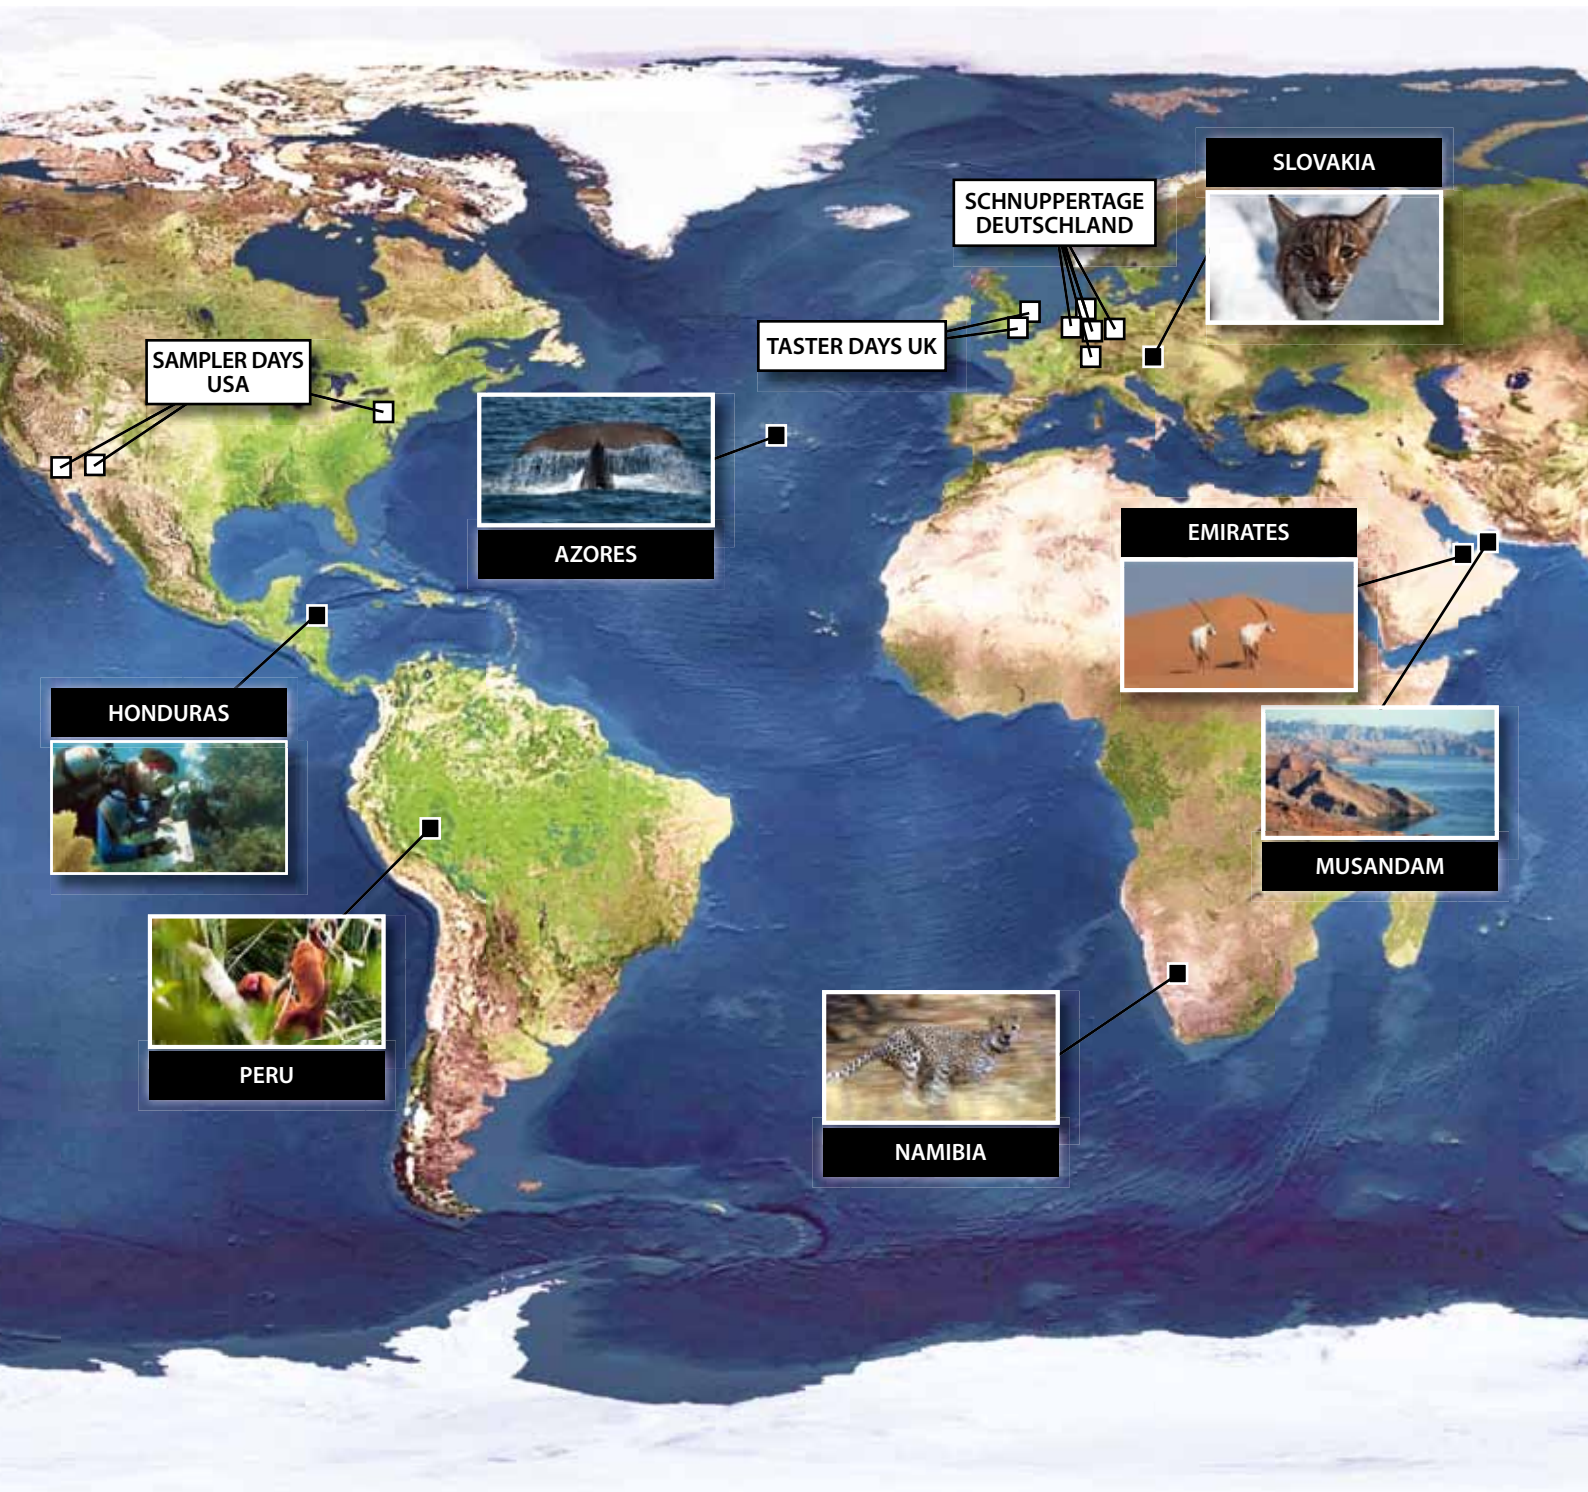 SLOVAKIA
SCHNUPPERTAGE
DEUTSCHLAND
TASTER DAYS UK
SAMPLER DAYS
USA
AZORES
EMIRATES
HONDURAS
MUSANDAM
PERU
NAMIBIA